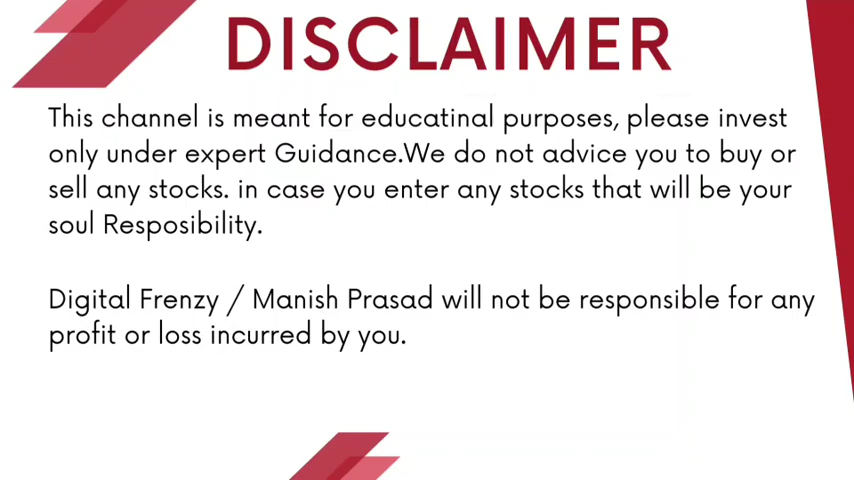 DISCLAIMER
This channel is meant for educatinal purposes, please invest
only under expert Guidance.We do not advice you to buy or
sell any stocks. in case you enter any stocks that will be your
soul Resposibility.
Digital Frenzy / Manish Prasad will not be responsible for any
profit or loss incurred by you.